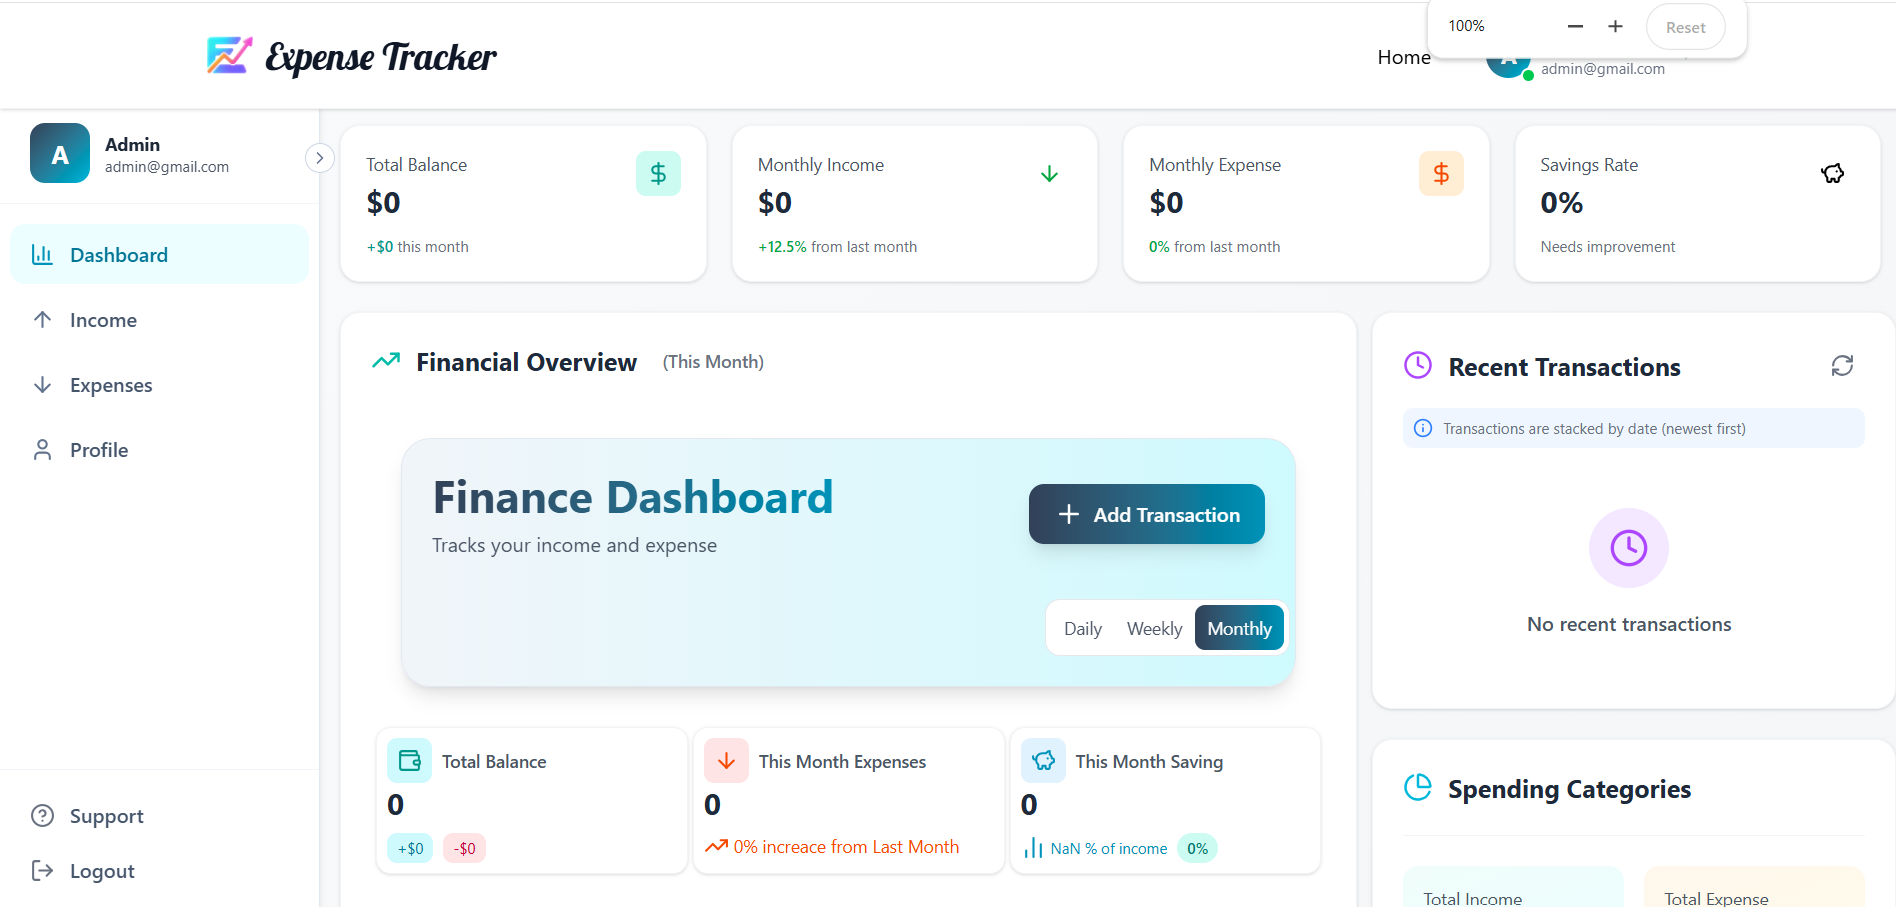 100%
Reset
Expense Tracker
Home
A
admin@gmail.com
A
Admin
admin@gmail.com
Dashboard
Income
Expenses
Profile
Support
Logout
Total Balance
$0
+$0 this month
Monthly Income
$0
+12.5% from last month
Monthly Expense
$0
0% from last month
Savings Rate
0%
Needs improvement
Financial Overview (This Month)
Finance Dashboard
Tracks your income and expense
Add Transaction
Daily Weekly Monthly
Total Balance
0
+$0 -$0
This Month Expenses
0
0% increace from Last Month
This Month Saving
0
NaN % of income 0%
Recent Transactions
Transactions are stacked by date (newest first)
No recent transactions
Spending Categories
Total Income
Total Expense